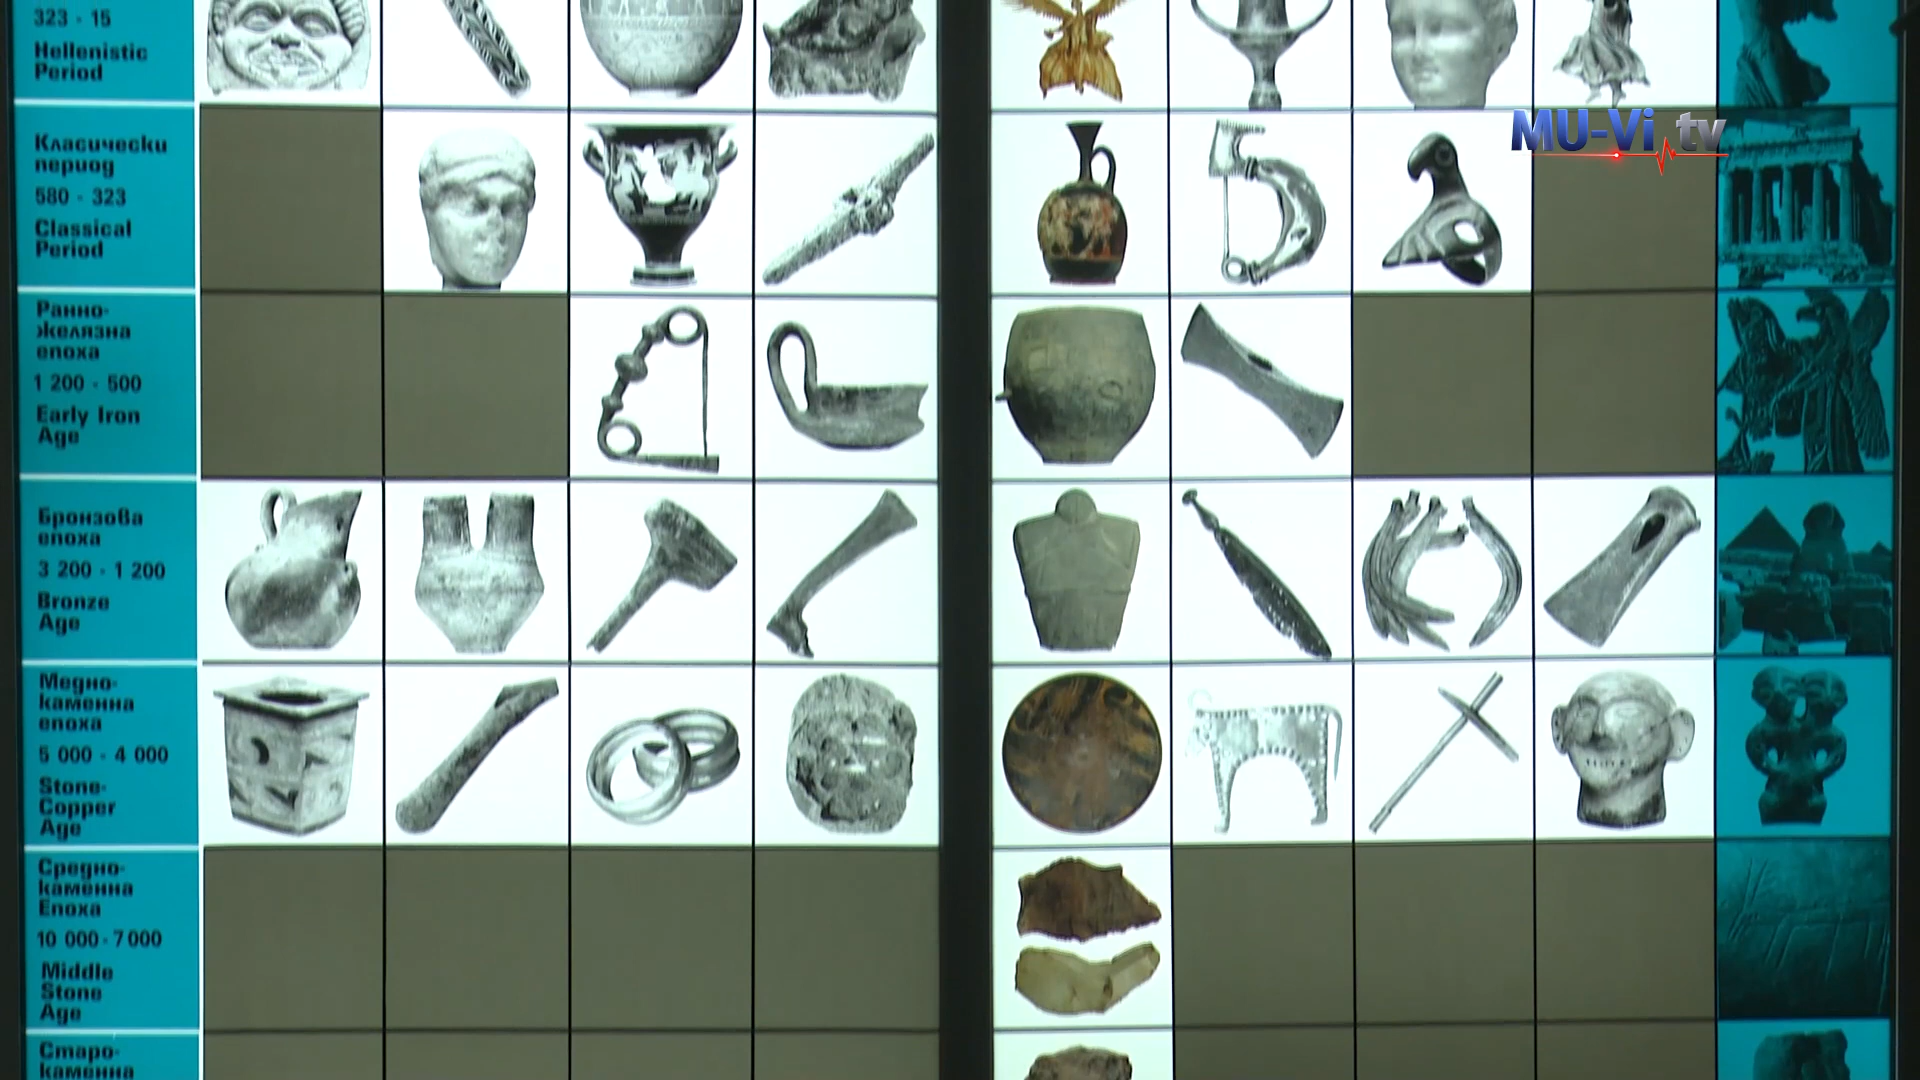 323 - 15
Hellenistic
Period
MU-Vi.tv
Класически
период
580 - 323
Classical
Period
Ранно-
желязна
епоха
1 200 - 500
Early Iron
Age
Бронзова
епоха
3 200 - 1 200
Bronze
Age
Медно-
каменна
епоха
5 000 - 4 000
Stone-
Copper
Age
Средно-
каменна
Епоха
10 000 - 7 000
Middle
Stone
Age
Старо-
каменна